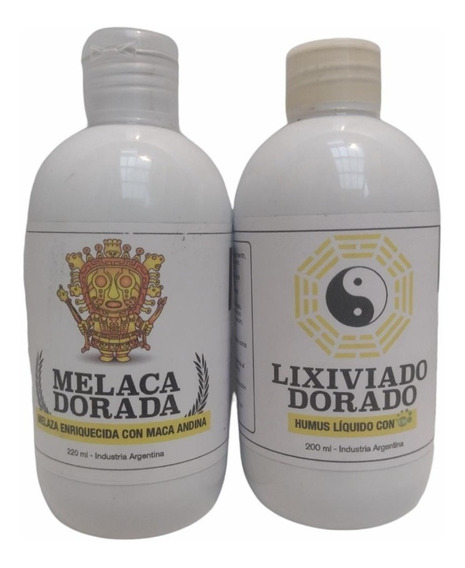 MELACA
DORADA
MELAZA ENRIQUECIDA CON MACA ANDINA
220 ml - Industria Argentina
LIXIVIADO
DORADO
HUMUS LÍQUIDO CON
200 ml - Industria Argentina